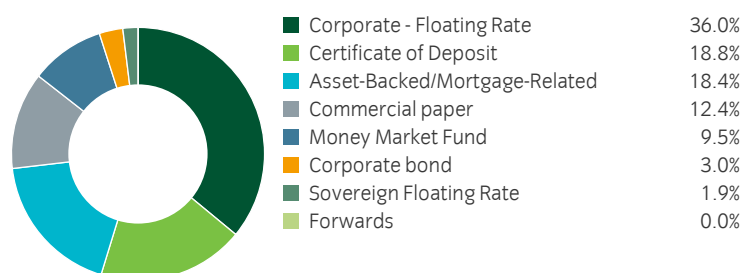 Corporate - Floating Rate 36.0%
Certificate of Deposit 18.8%
Asset-Backed/Mortgage-Related 18.4%
Commercial paper 12.4%
Money Market Fund 9.5%
Corporate bond 3.0%
Sovereign Floating Rate 1.9%
Forwards 0.0%